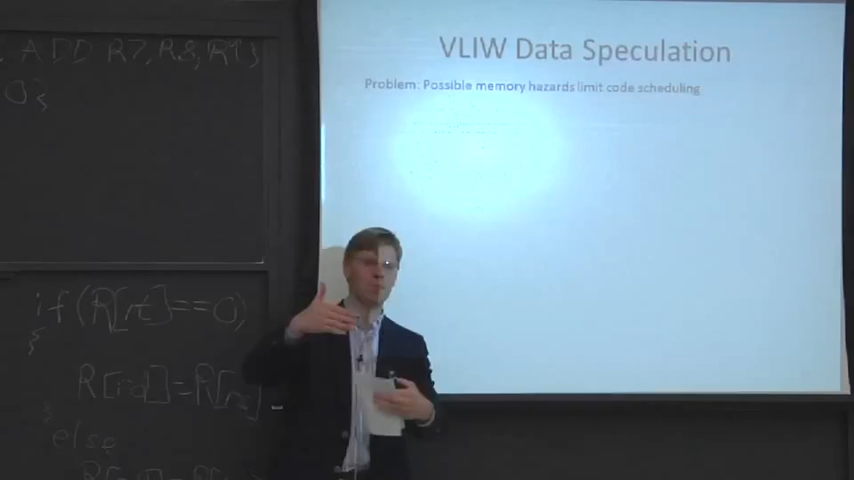 VLIW Data Speculation
Problem: Possible memory hazards limit code scheduling
ADD R7, R8, R9;
if (R[rt]==0)
{
R[rd]=R[rs]
else